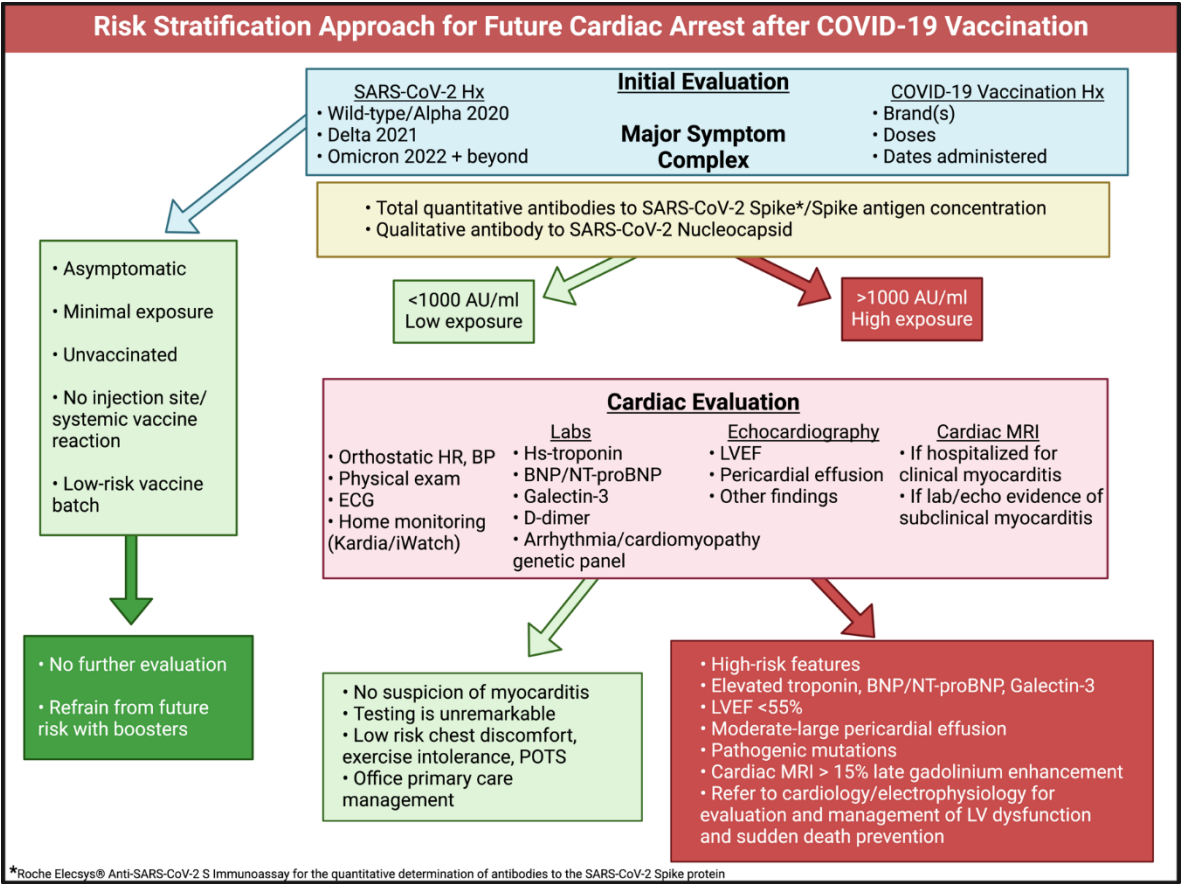 Risk Stratification Approach for Future Cardiac Arrest after COVID-19 Vaccination
Initial Evaluation
Major Symptom
Complex
SARS-CoV-2 Hx
• Wild-type/Alpha 2020
• Delta 2021
• Omicron 2022 + beyond
COVID-19 Vaccination Hx
• Brand(s)
• Doses
• Dates administered
• Total quantitative antibodies to SARS-CoV-2 Spike*/Spike antigen concentration
• Qualitative antibody to SARS-CoV-2 Nucleocapsid
<1000 AU/ml
Low exposure
>1000 AU/ml
High exposure
• Asymptomatic
• Minimal exposure
• Unvaccinated
• No injection site/
systemic vaccine
reaction
• Low-risk vaccine
batch
• No further evaluation
• Refrain from future
risk with boosters
Cardiac Evaluation
• Orthostatic HR, BP
• Physical exam
• ECG
• Home monitoring
(Kardia/iWatch)
Labs
• Hs-troponin
• BNP/NT-proBNP
• Galectin-3
• D-dimer
• Arrhythmia/cardiomyopathy
genetic panel
Echocardiography
• LVEF
• Pericardial effusion
• Other findings
Cardiac MRI
• If hospitalized for
clinical myocarditis
• If lab/echo evidence of
subclinical myocarditis
• No suspicion of myocarditis
• Testing is unremarkable
• Low risk chest discomfort,
exercise intolerance, POTS
• Office primary care
management
• High-risk features
• Elevated troponin, BNP/NT-proBNP, Galectin-3
• LVEF <55%
• Moderate-large pericardial effusion
• Pathogenic mutations
• Cardiac MRI > 15% late gadolinium enhancement
• Refer to cardiology/electrophysiology for
evaluation and management of LV dysfunction
and sudden death prevention
*Roche Elecsys® Anti-SARS-CoV-2 S Immunoassay for the quantitative determination of antibodies to the SARS-CoV-2 Spike protein